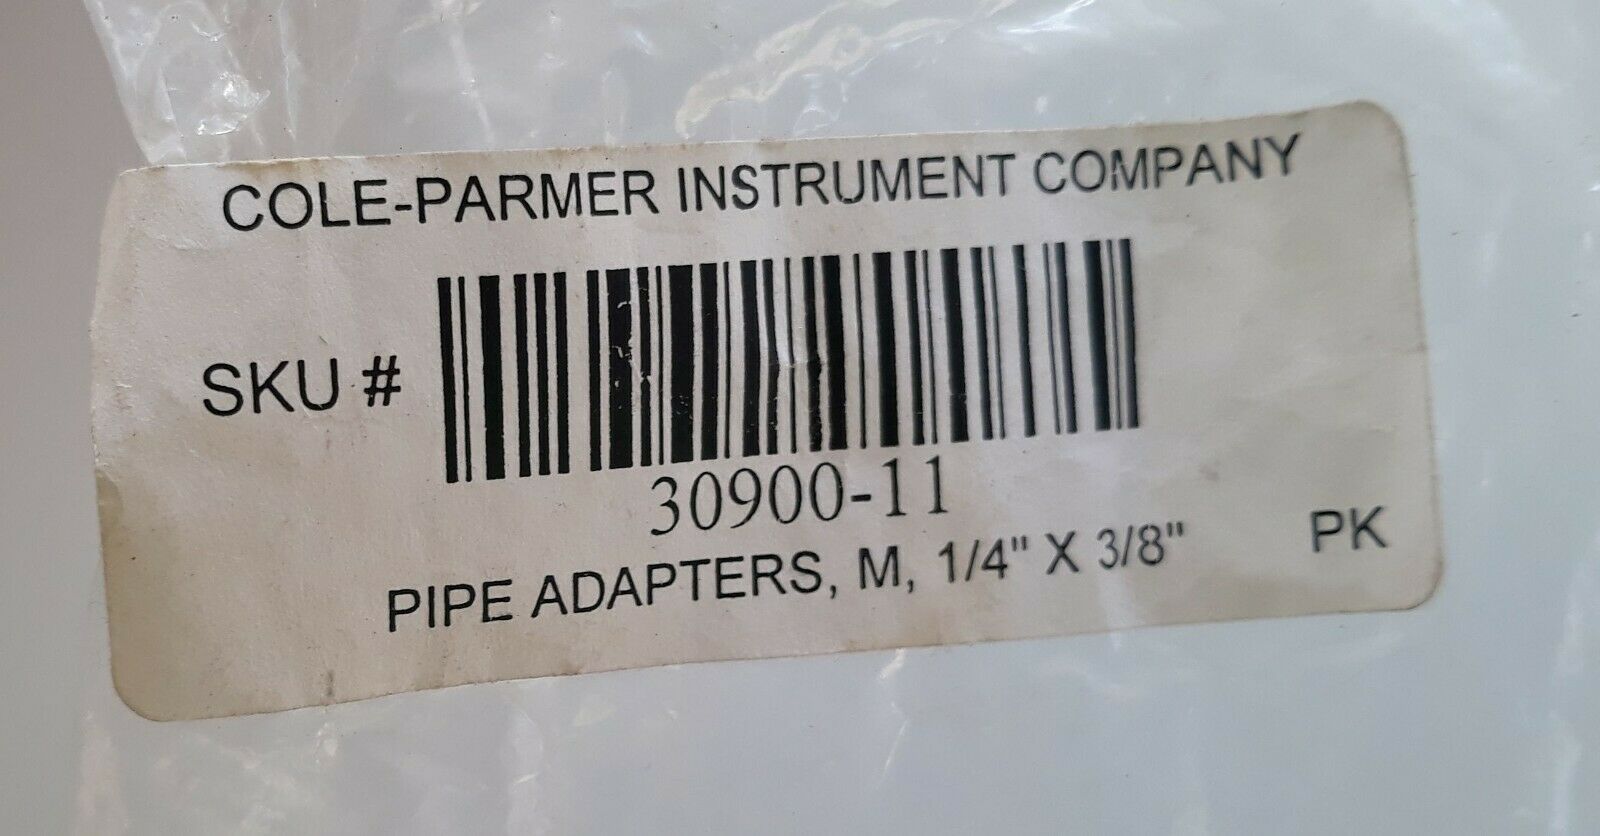 COLE-PARMER INSTRUMENT COMPANY
SKU #
30900-11
PIPE ADAPTERS, M, 1/4" X 3/8" PK